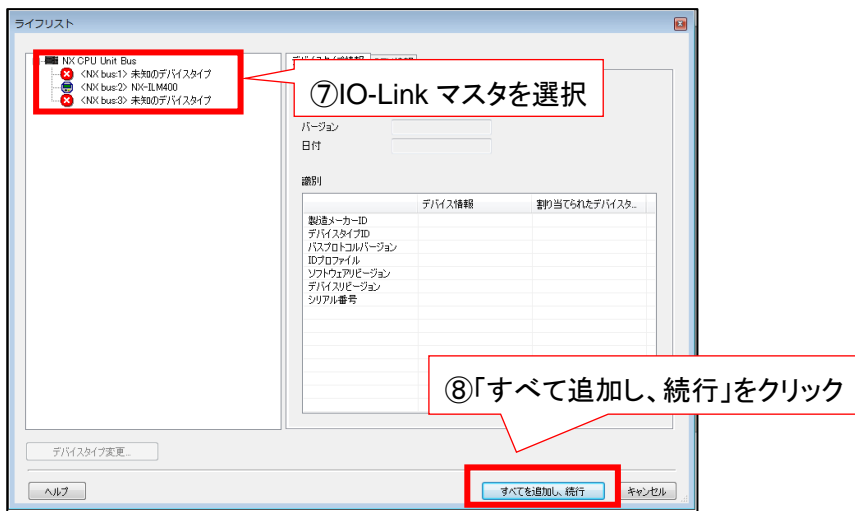 ライフリスト
NX CPU Unit Bus
<NX bus:1> 未知のデバイスタイプ
<NX bus:2> NX-ILM400
<NX bus:3> 未知のデバイスタイプ
⑦IO-Link マスタを選択
バージョン
日付
識別
デバイス情報 割り当てられたデバイスタ...
製造メーカーID
デバイスタイプID
バスプロトコルバージョン
IDプロファイル
ソフトウェアリビージョン
デバイスリビージョン
シリアル番号
⑧「すべて追加し、続行」をクリック
デバイスタイプ変更...
ヘルプ すべてを追加し、続行 キャンセル